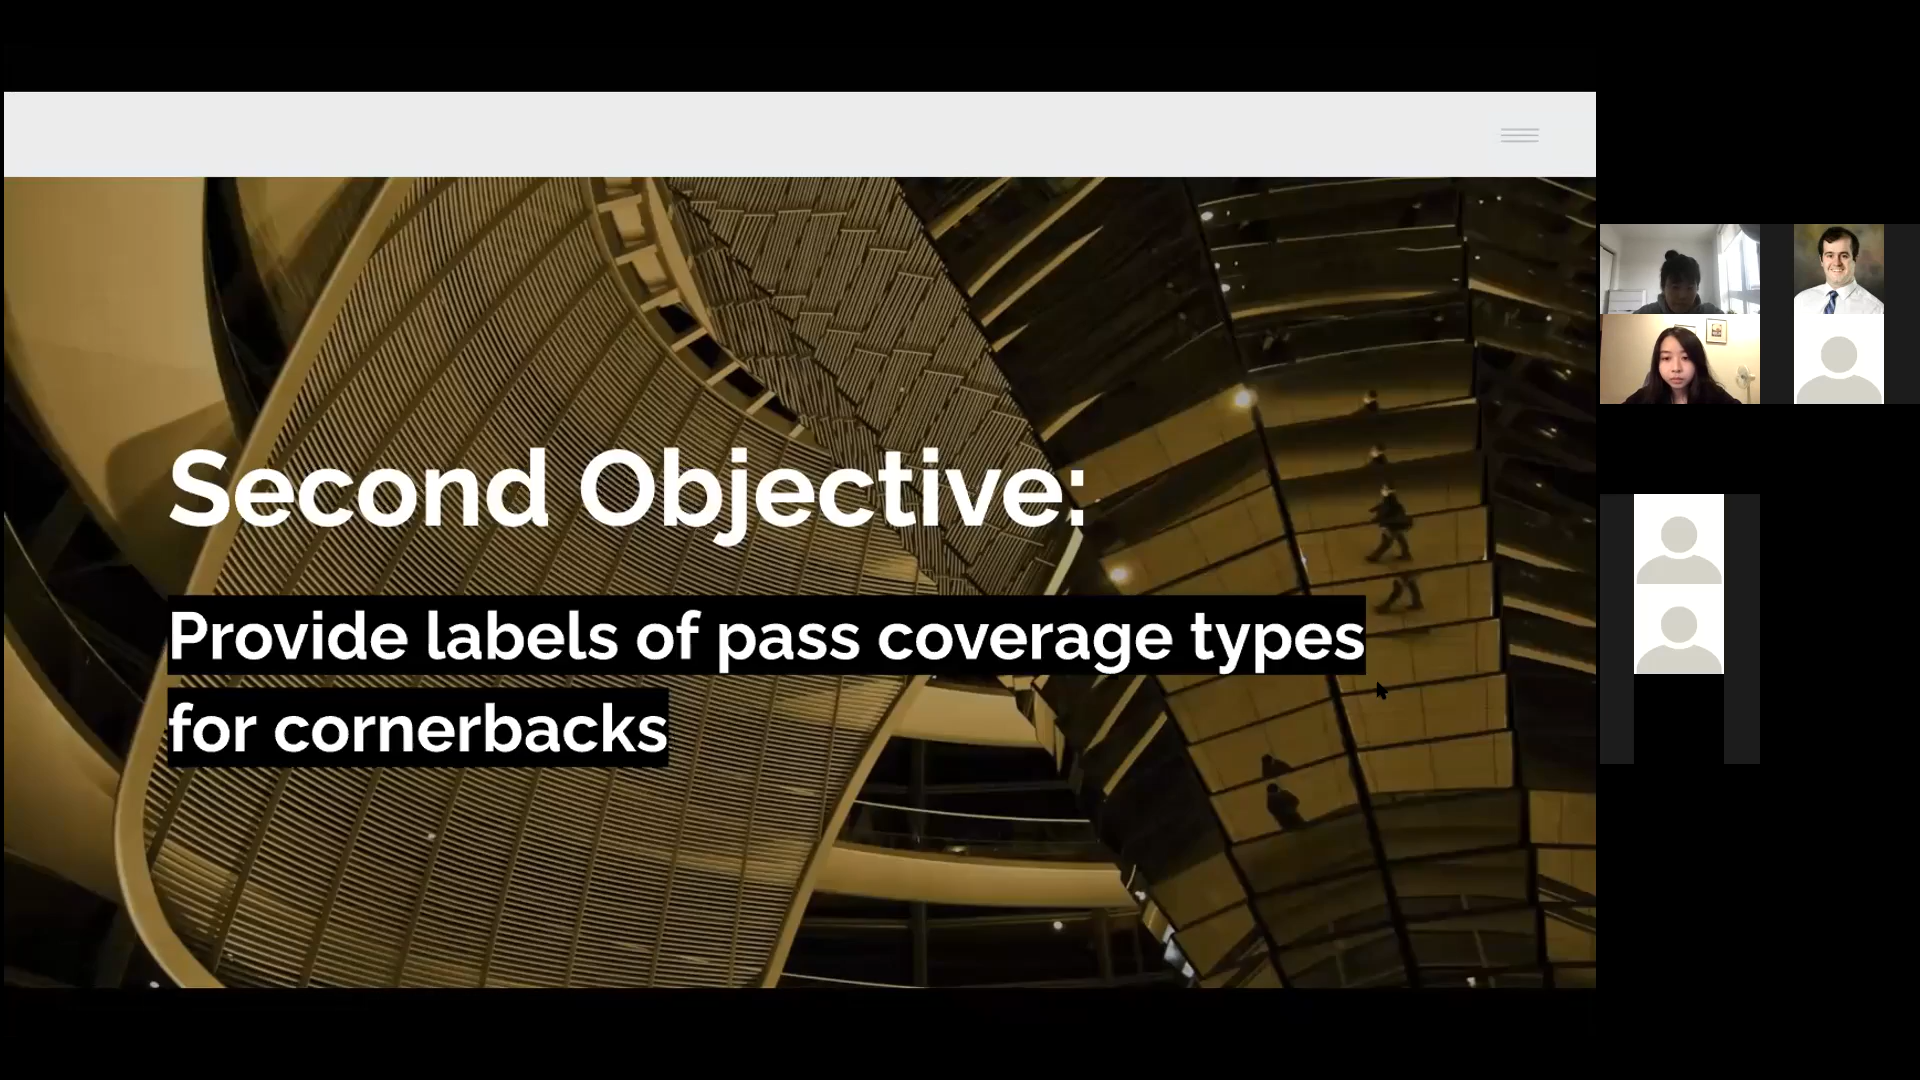 Second Objective:
Provide labels of pass coverage types
for cornerbacks